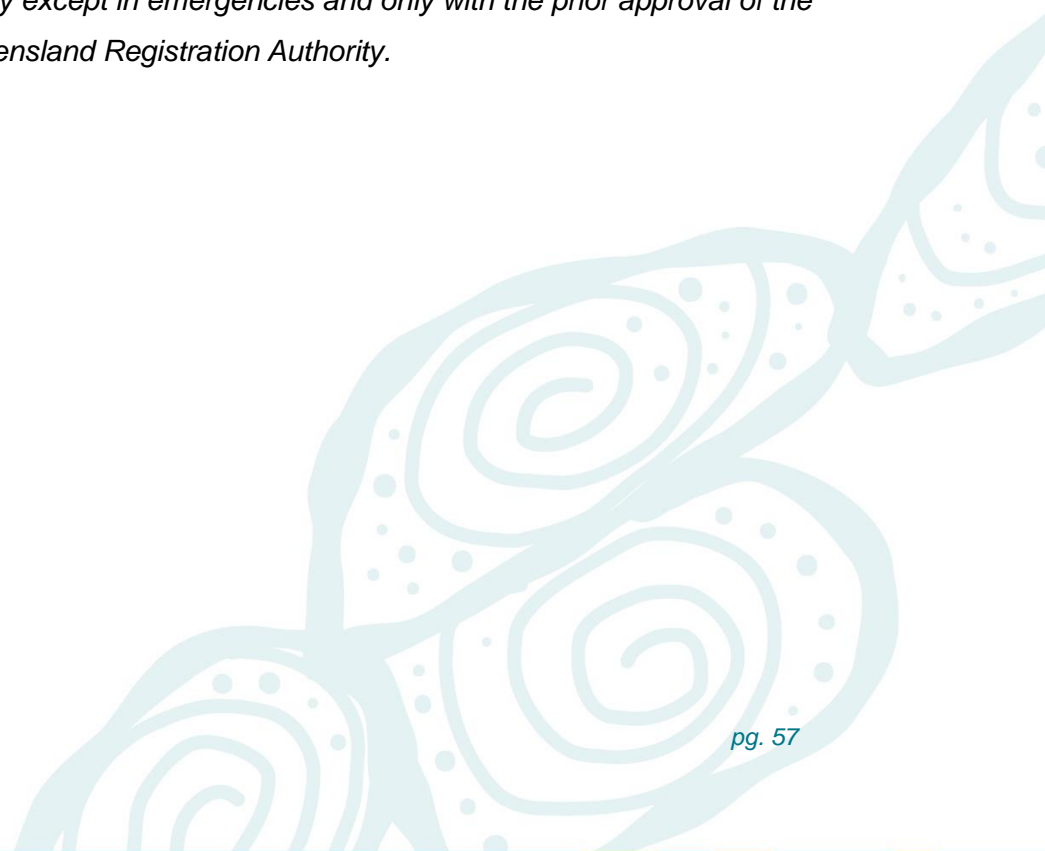 y except in emergencies and only with the prior approval of the
ensland Registration Authority.
pg. 57